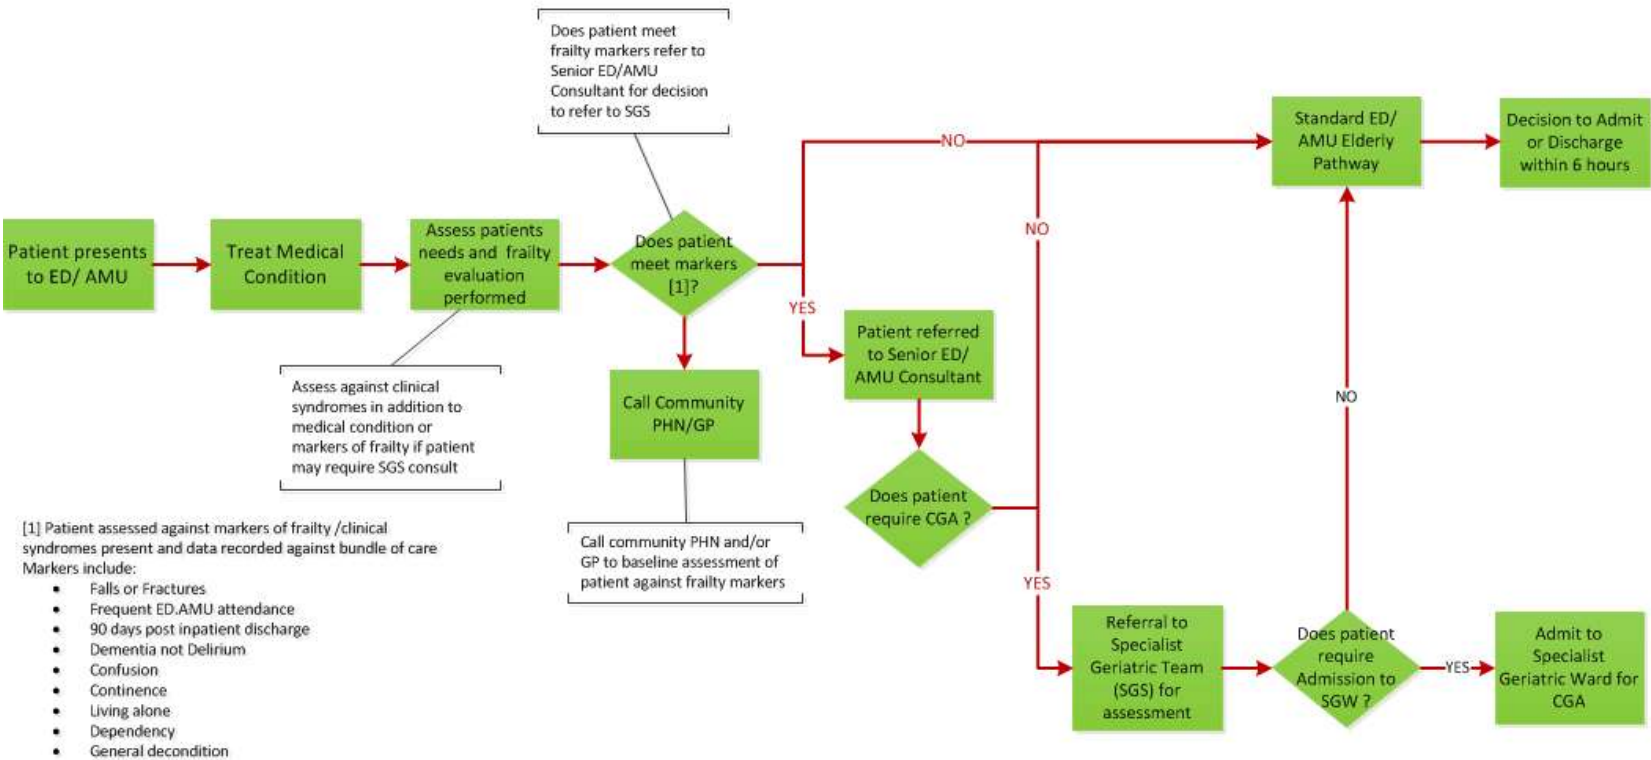 Does patient meet
frailty markers refer to
Senior ED/AMU
Consultant for decision
to refer to SGS
Patient presents
to ED/ AMU
Treat Medical
Condition
Assess patients
needs and frailty
evaluation
performed
Does patient
meet markers
[1]?
NO
YES
Standard ED/
AMU Elderly
Pathway
Decision to Admit
or Discharge
within 6 hours
Assess against clinical
syndromes in addition to
medical condition or
markers of frailty if patient
may require SGS consult
Call Community
PHN/GP
Call community PHN and/or
GP to baseline assessment of
patient against frailty markers
Patient referred
to Senior ED/
AMU Consultant
Does patient
require CGA ?
NO
YES
Referral to
Specialist
Geriatric Team
(SGS) for
assessment
Does patient
require
Admission to
SGW ?
NO
YES
Admit to
Specialist
Geriatric Ward for
CGA
[1] Patient assessed against markers of frailty /clinical
syndromes present and data recorded against bundle of care
Markers include:
• Falls or Fractures
• Frequent ED.AMU attendance
• 90 days post inpatient discharge
• Dementia not Delirium
• Confusion
• Continence
• Living alone
• Dependency
• General decondition